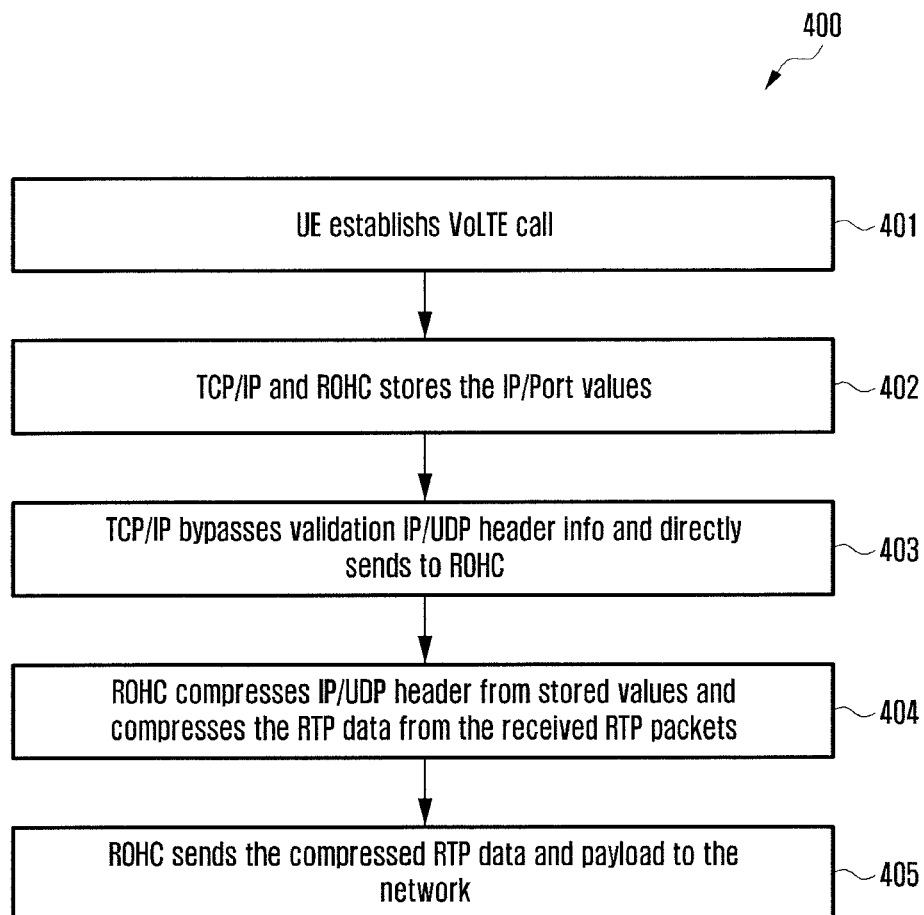 400
UE establishs VoLTE call
401
TCP/IP and ROHC stores the IP/Port values
402
TCP/IP bypasses validation IP/UDP header info and directly
sends to ROHC
403
ROHC compresses IP/UDP header from stored values and
compresses the RTP data from the received RTP packets
404
ROHC sends the compressed RTP data and payload to the
network
405